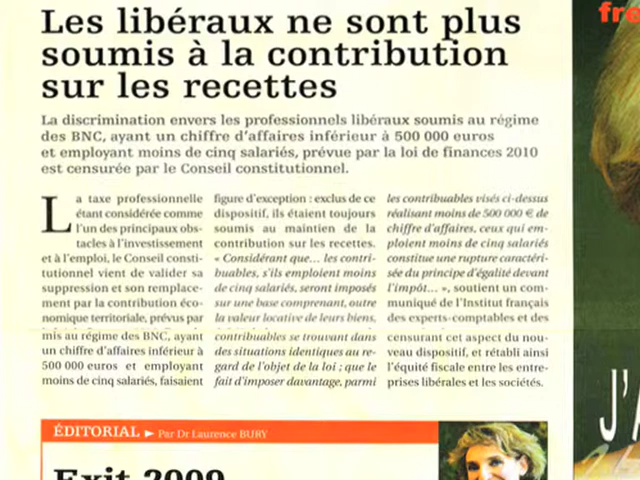 Les libéraux ne sont plus
soumis à la contribution
sur les recettes
La discrimination envers les professionnels libéraux soumis au régime
des BNC, ayant un chiffre d'affaires inférieur à 500 000 euros
et employant moins de cinq salariés, prévue par la loi de finances 2010
est censurée par le Conseil constitutionnel.
La taxe professionnelle
étant considérée comme
l'un des principaux obs-
tacles à l'investissement
et à l'emploi, le Conseil consti-
tutionnel vient de valider sa
suppression et son remplace-
ment par la contribution éco-
nomique territoriale, prévues par
mis au régime des BNC, ayant
un chiffre d'affaires inférieur à
500 000 euros et employant
moins de cinq salariés, faisaient
figure d'exception : exclus de ce
dispositif, ils étaient toujours
soumis au maintien de la
contribution sur les recettes.
« Considérant que... les contri-
buables, s'ils emploient moins
de cinq salariés, seront imposés
sur une base comprenant, outre
la valeur locative de leurs biens,
contribuables se trouvant dans
des situations identiques au re-
gard de l'objet de la loi ; que le
fait d'imposer davantage, parmi
les contribuables visés ci-dessus
réalisant moins de 500 000 € de
chiffre d'affaires, ceux qui em-
ploient moins de cinq salariés
constitue une rupture caractéri-
sée du principe d'égalité devant
l'impôt... », soutient un com-
muniqué de l'Institut français
des experts-comptables et des
censurant cet aspect du nou-
veau dispositif, et rétabli ainsi
l'équité fiscale entre les entre-
prises libérales et les sociétés.
ÉDITORIAL ► Par Dr Laurence BURY
Exit 2009
fre
J'A